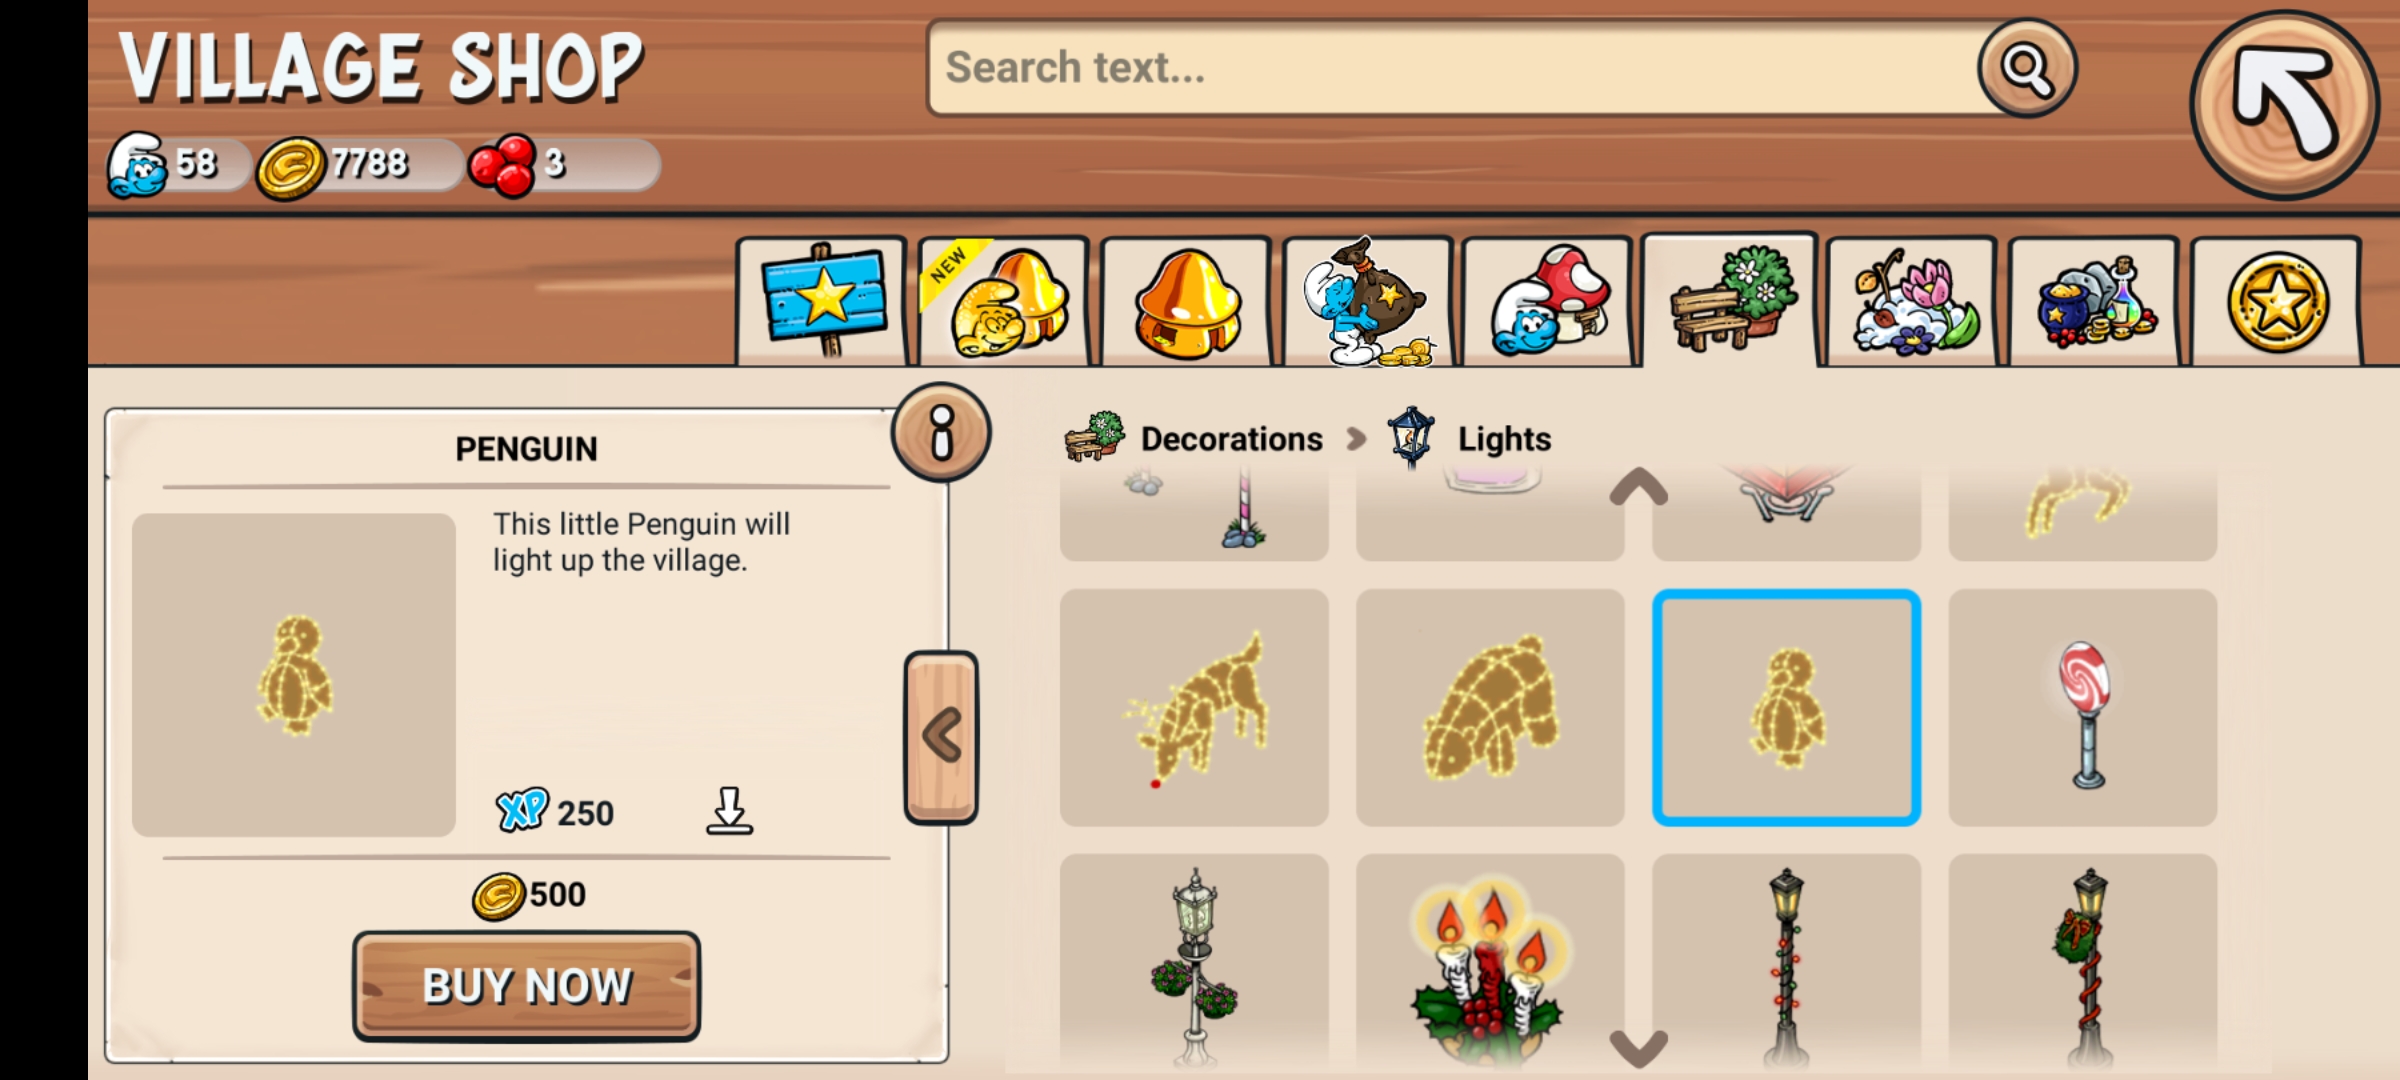 VILLAGE SHOP
Search text...
58
7788
3
NEW
PENGUIN
This little Penguin will
light up the village.
XP 250
500
BUY NOW
Decorations
Lights